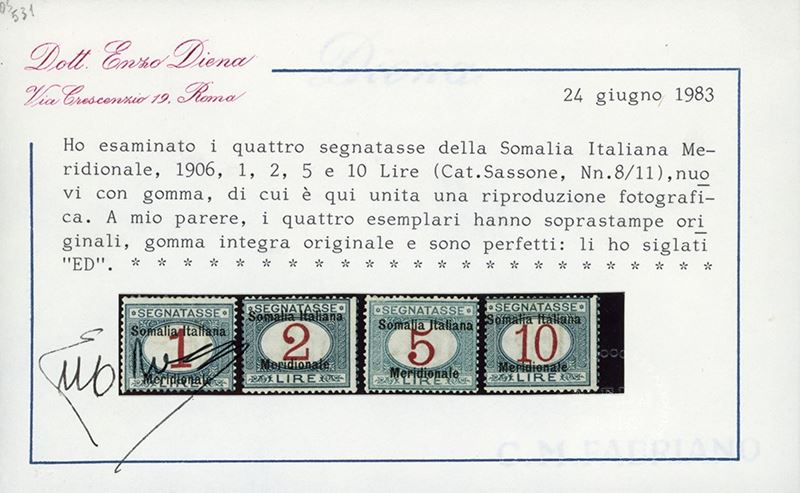 531
Dott. Enzo Diena
Via Crescenzio 19, Roma
24 giugno 1983
Ho esaminato i quattro segnatasse della Somalia Italiana Me-
ridionale, 1906, 1, 2, 5 e 10 Lire (Cat.Sassone, Nn.8/11),nuo
vi con gomma, di cui è qui unita una riproduzione fotografi-
ca. A mio parere, i quattro esemplari hanno soprastampe ori
ginali, gomma integra originale e sono perfetti: li ho siglati
"ED". * * * * * * * * * * * * * * * * * * * * * * *
SEGNATASSE SEGNATASSE SEGNATASSE SEGNATASSE
Somalia Italiana Somalia Italiana Somalia Italiana Somalia Italiana
1 2 5 10
Meridionale Meridionale Meridionale Meridionale
LIRE LIRE LIRE
C.M.FABRIANO